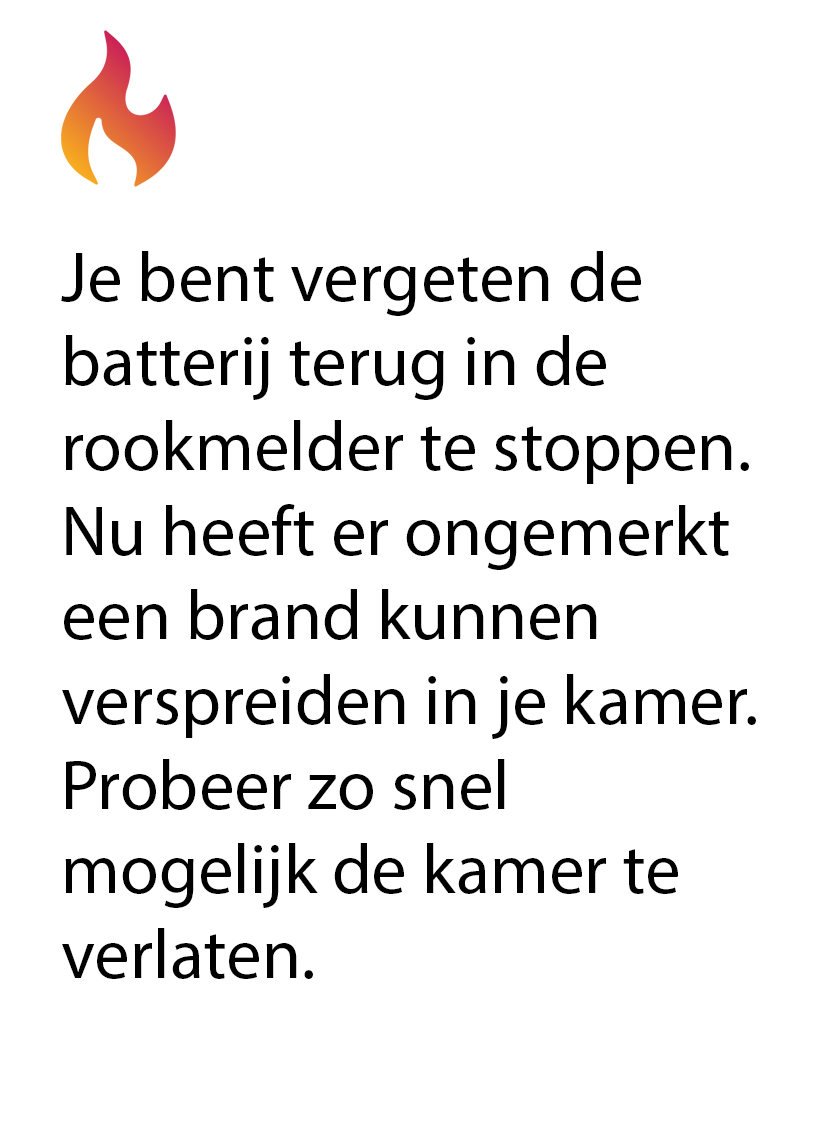 Je bent vergeten de
batterij terug in de
rookmelder te stoppen.
Nu heeft er ongemerkt
een brand kunnen
verspreiden in je kamer.
Probeer zo snel
mogelijk de kamer te
verlaten.